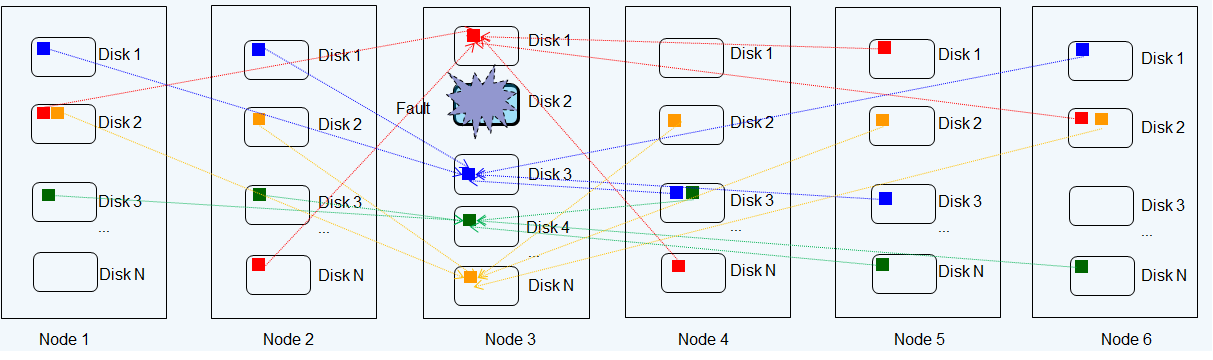 Disk 1
Disk 2
Disk 3
...
Disk N
Node 1
Disk 1
Disk 2
Disk 3
...
Disk N
Node 2
Disk 1
Fault
Disk 2
Disk 3
Disk 4
...
Disk N
Node 3
Disk 1
Disk 2
Disk 3
...
Disk N
Node 4
Disk 1
Disk 2
Disk 3
...
Disk N
Node 5
Disk 1
Disk 2
Disk 3
...
Disk N
Node 6